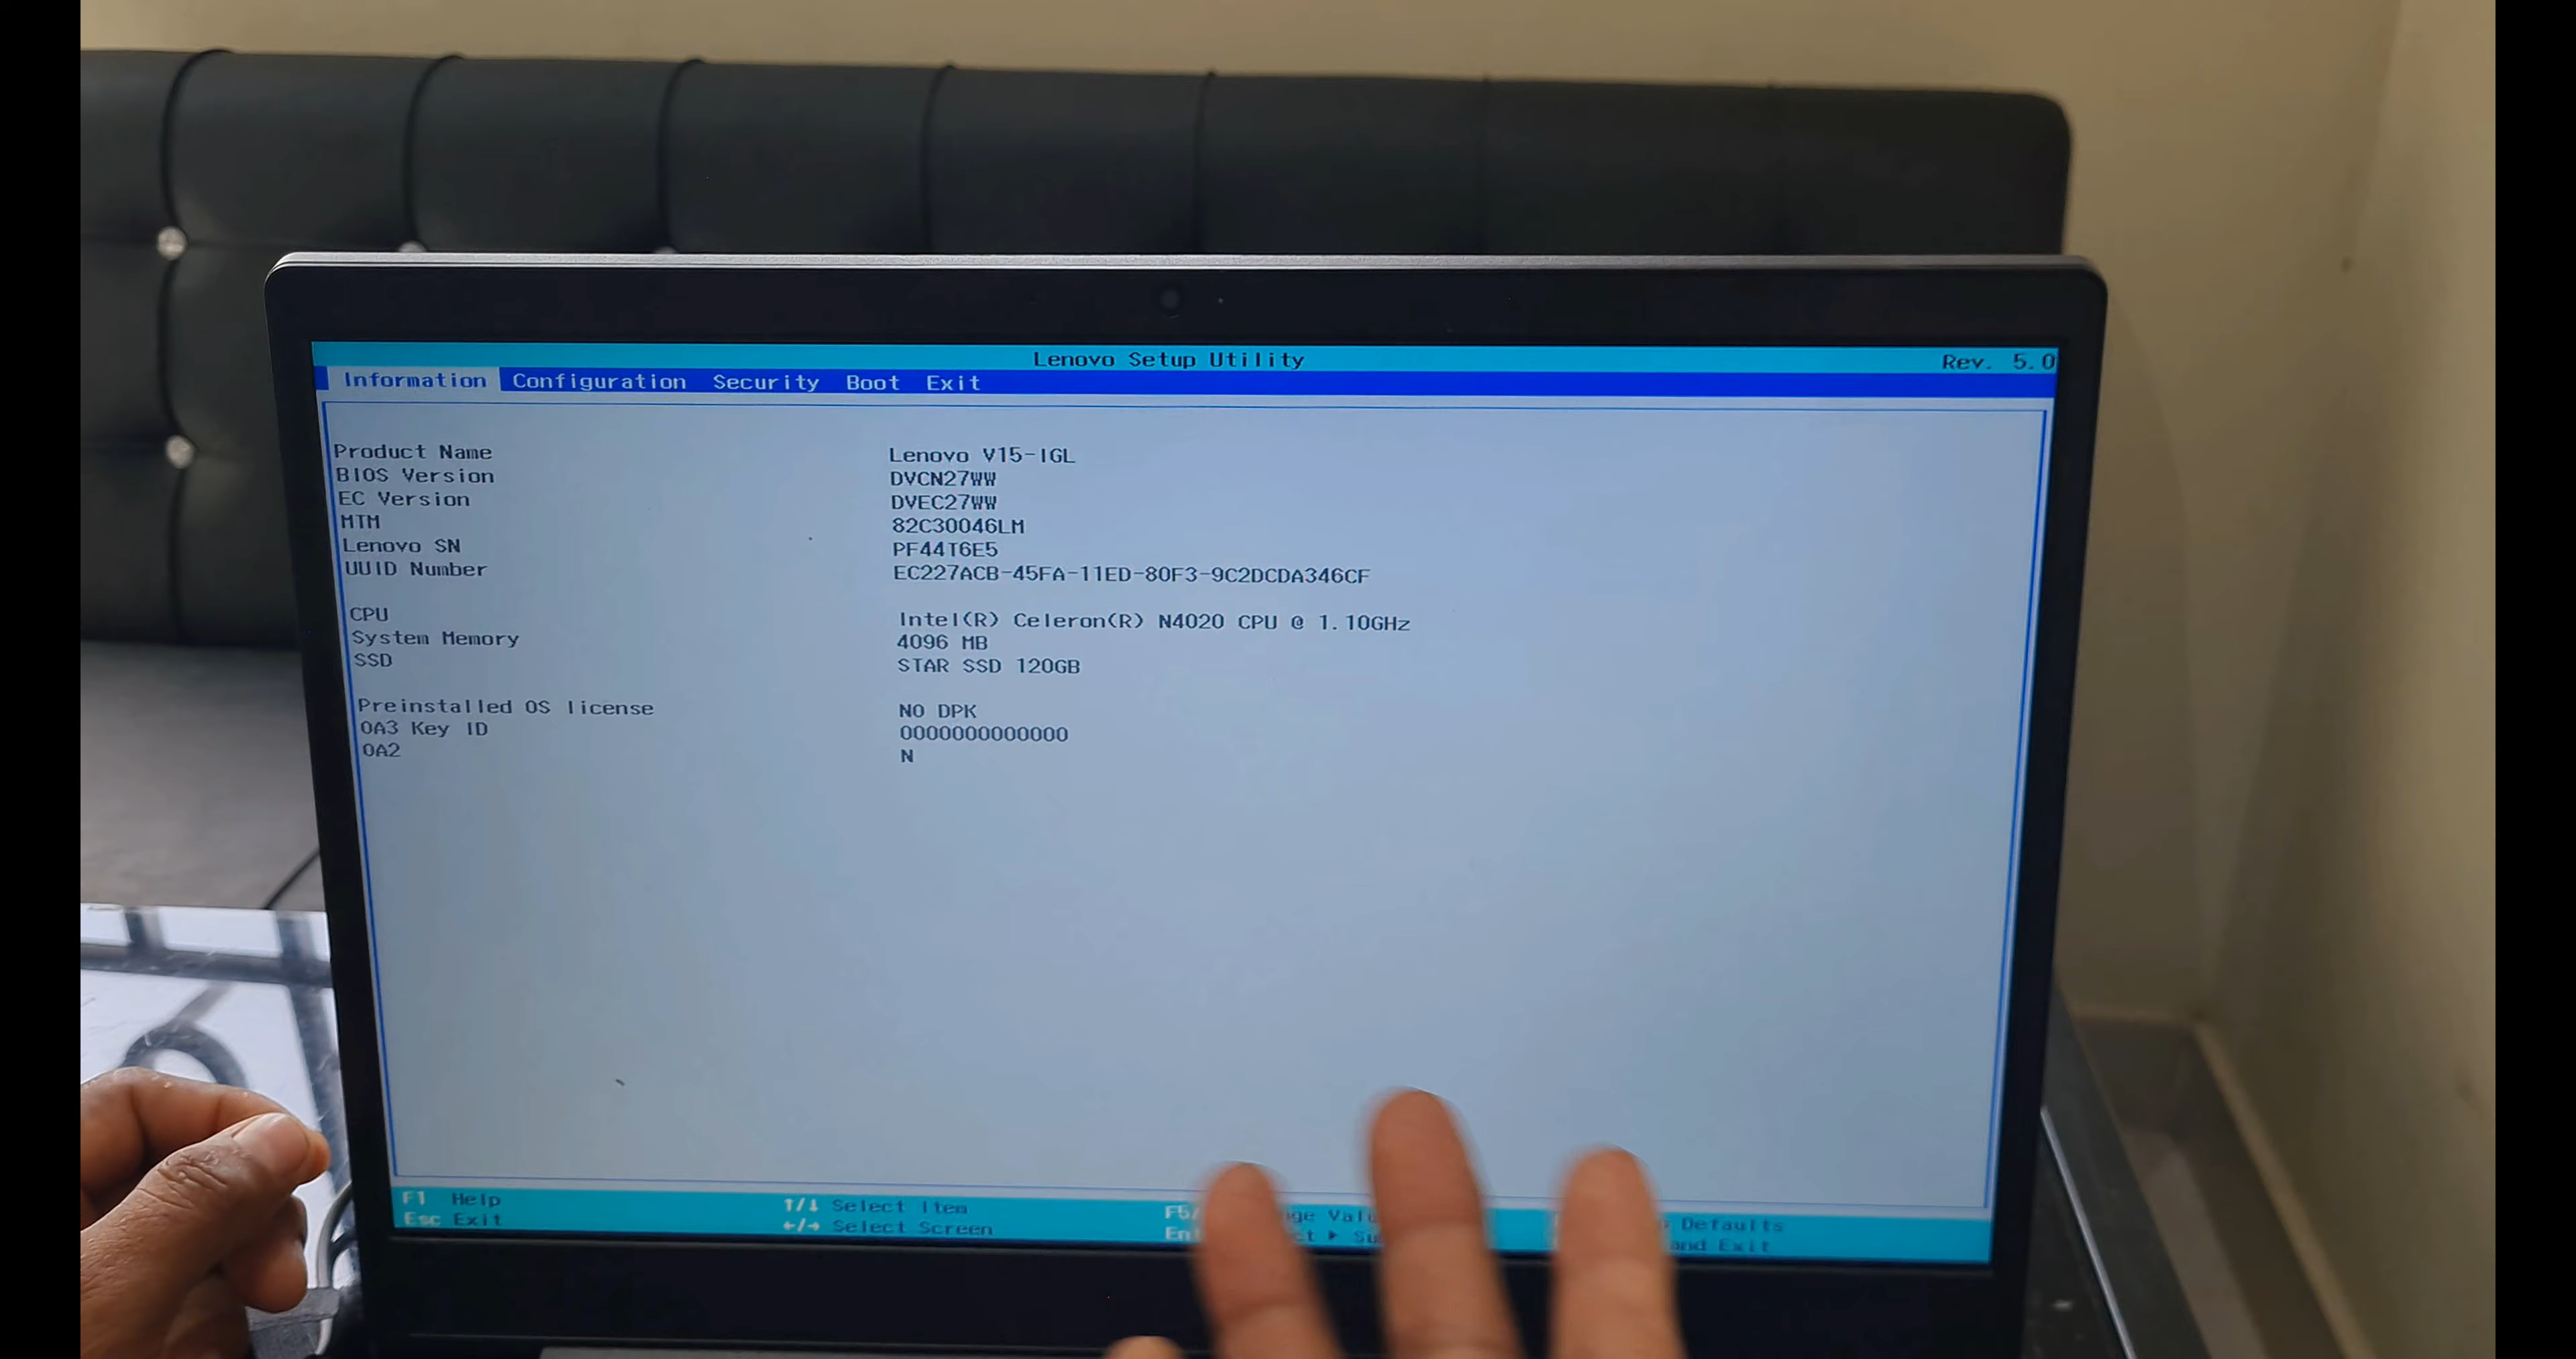 Lenovo Setup Utility
Rev. 5.0
Information Configuration Security Boot Exit
Product Name Lenovo V15-IGL
BIOS Version DVCN27WW
EC Version DVEC27WW
MTM 82C30046LM
Lenovo SN PF44T6E5
UUID Number EC227ACB-45FA-11ED-80F3-9C2DCDA346CF
CPU Intel(R) Celeron(R) N4020 CPU @ 1.10GHz
System Memory 4096 MB
SSD STAR SSD 120GB
Preinstalled OS license NO DPK
OA3 Key ID 0000000000000
OA2 N
F1 Help ↑/↓ Select Item Defaults
Esc Exit ←/→ Select Screen and Exit